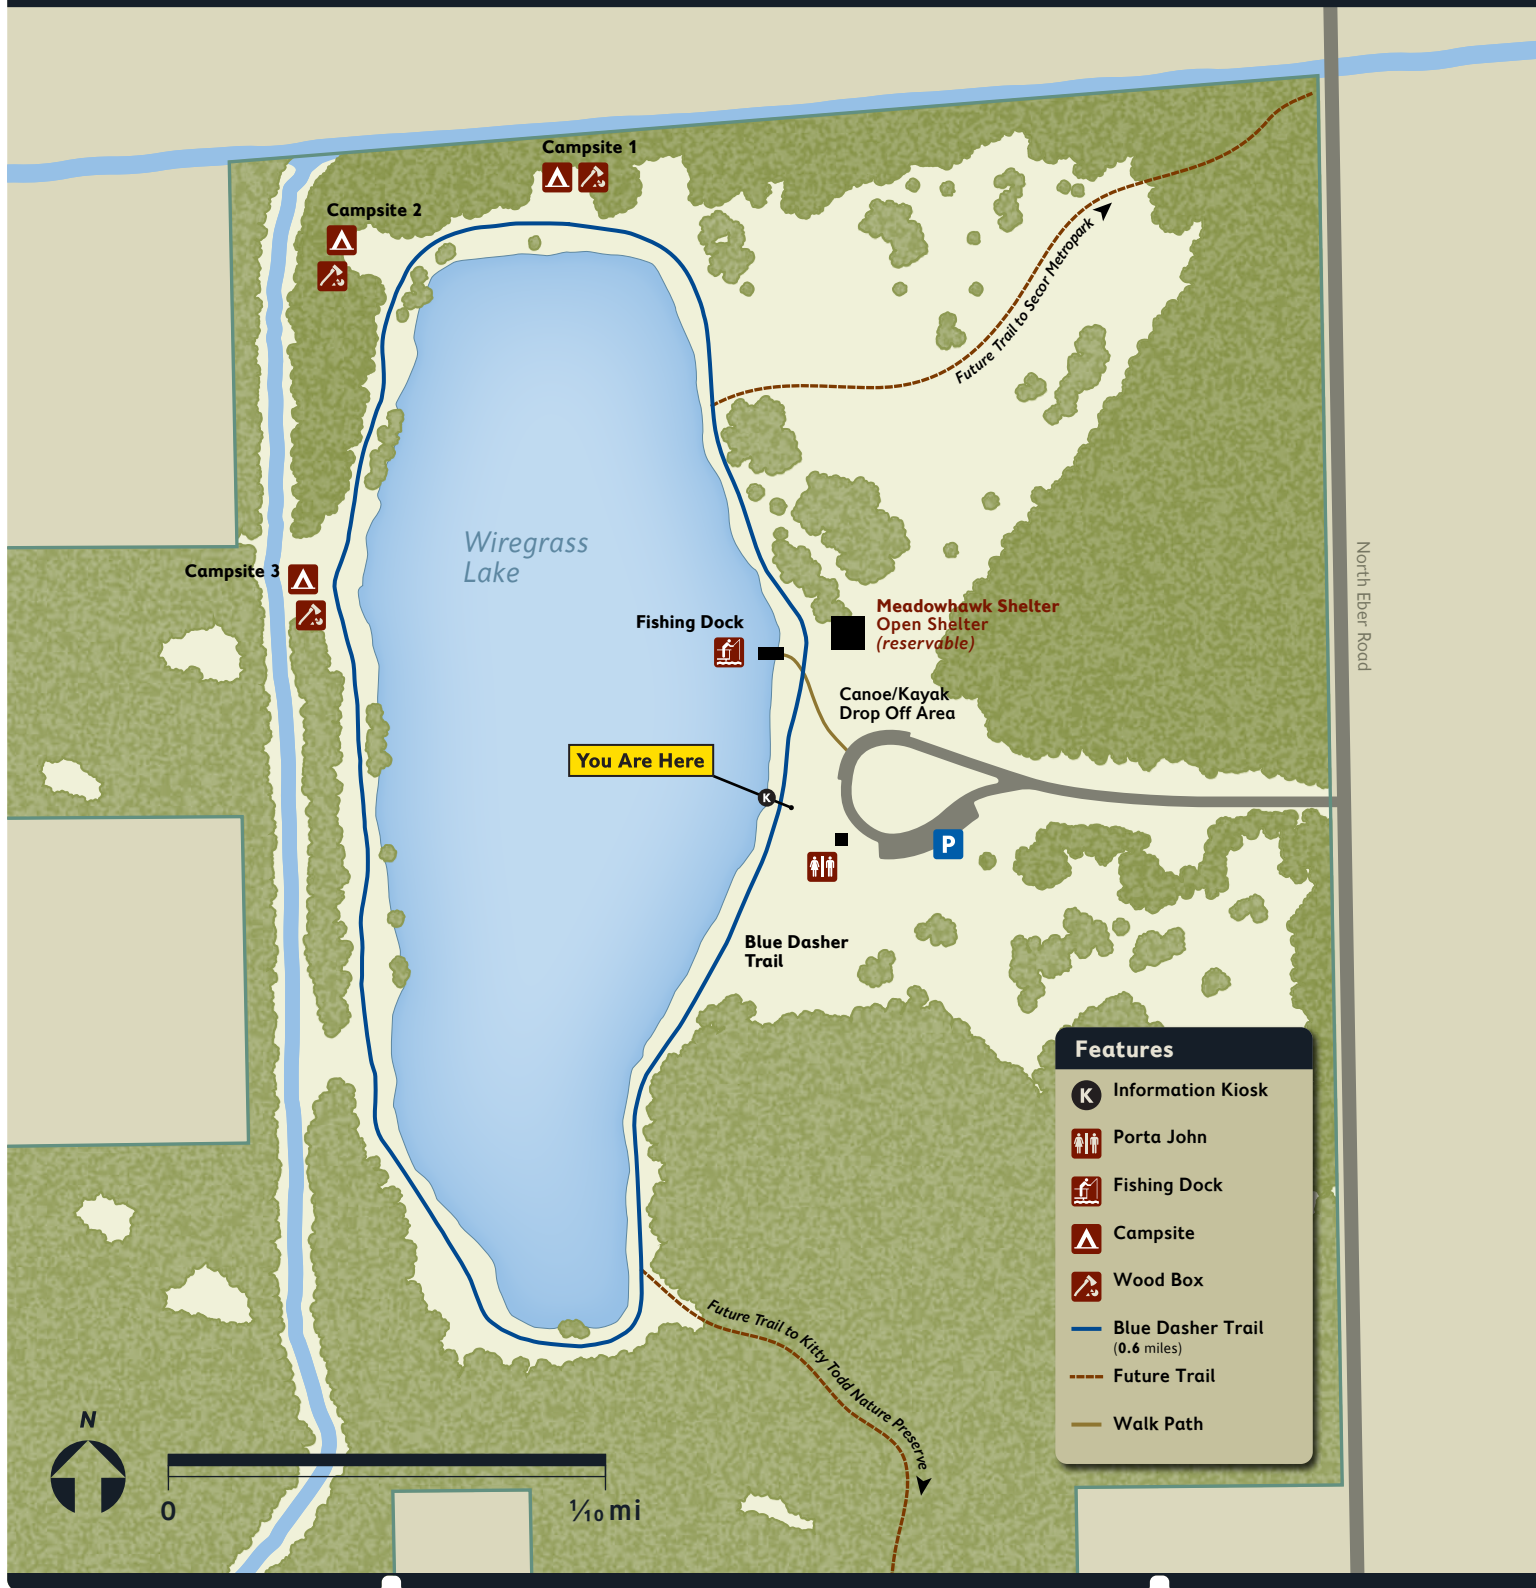 Campsite 1
Campsite 2
Future Trail to Secor Metropark
Wiregrass
Lake
Campsite 3
North Eber Road
Fishing Dock
Meadowhawk Shelter
Open Shelter
(reservable)
Canoe/Kayak
Drop Off Area
You Are Here
K
P
Blue Dasher
Trail
Features
K Information Kiosk
Porta John
Fishing Dock
Campsite
Wood Box
Blue Dasher Trail
(0.6 miles)
Future Trail
Walk Path
Future Trail to Kitty Todd Nature Preserve
N
0 1/10 mi